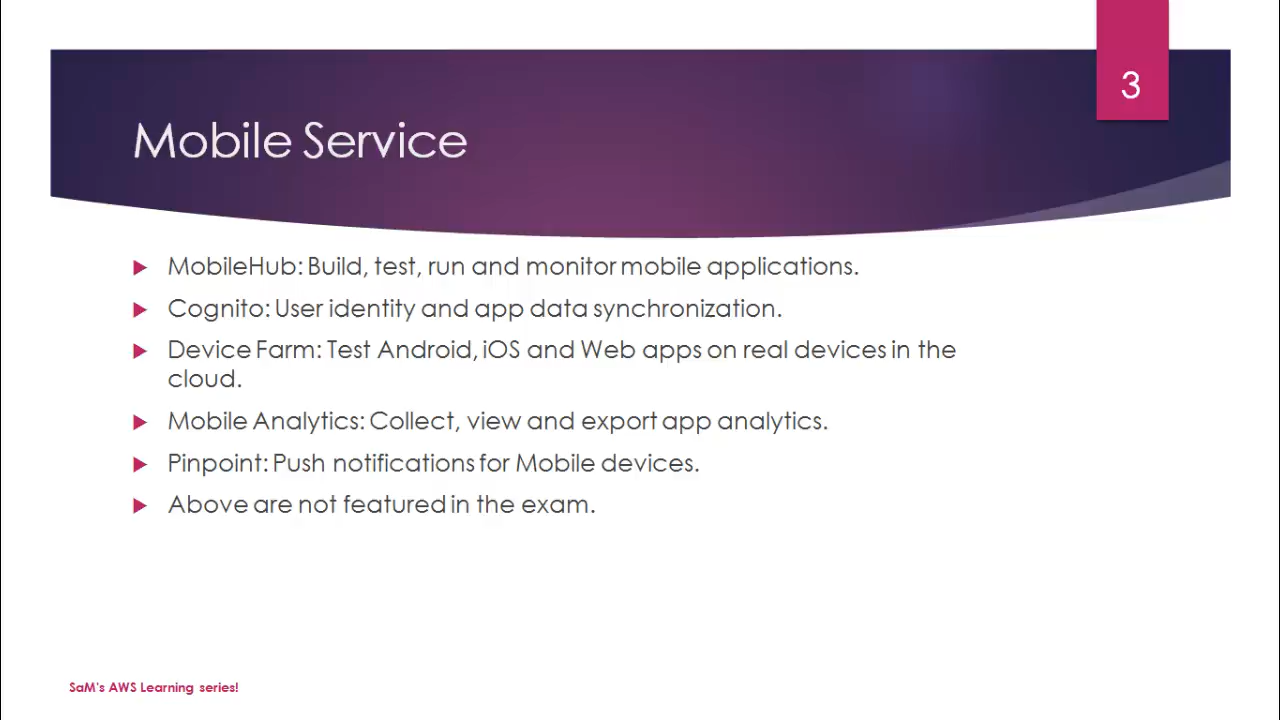 3
Mobile Service
MobileHub: Build, test, run and monitor mobile applications.
Cognito: User identity and app data synchronization.
Device Farm: Test Android, iOS and Web apps on real devices in the
cloud.
Mobile Analytics: Collect, view and export app analytics.
Pinpoint: Push notifications for Mobile devices.
Above are not featured in the exam.
SaM's AWS Learning series!